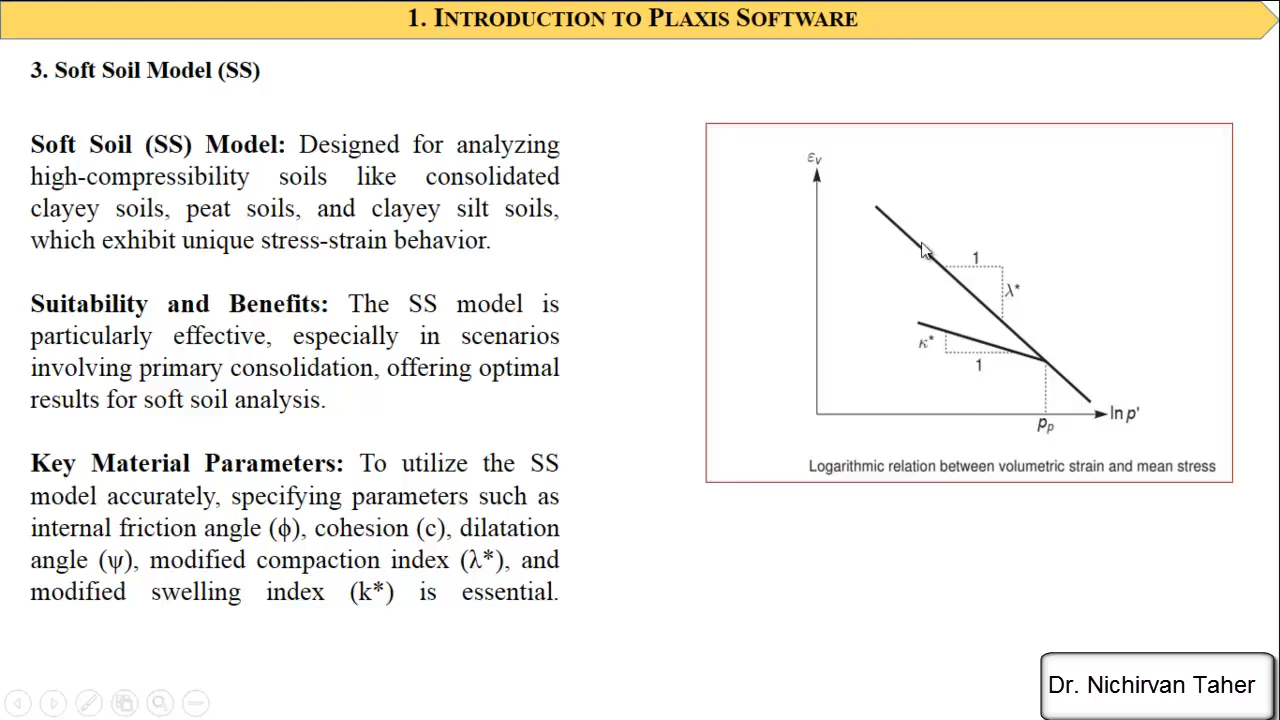 1. INTRODUCTION TO PLAXIS SOFTWARE
3. Soft Soil Model (SS)
Soft Soil (SS) Model: Designed for analyzing
high-compressibility soils like consolidated
clayey soils, peat soils, and clayey silt soils,
which exhibit unique stress-strain behavior.
Suitability and Benefits: The SS model is
particularly effective, especially in scenarios
involving primary consolidation, offering optimal
results for soft soil analysis.
Key Material Parameters: To utilize the SS
model accurately, specifying parameters such as
internal friction angle (ϕ), cohesion (c), dilatation
angle (ψ), modified compaction index (λ*), and
modified swelling index (k*) is essential.
εv
1
λ*
κ*
1
ln p'
pp
Logarithmic relation between volumetric strain and mean stress
Dr. Nichirvan Taher